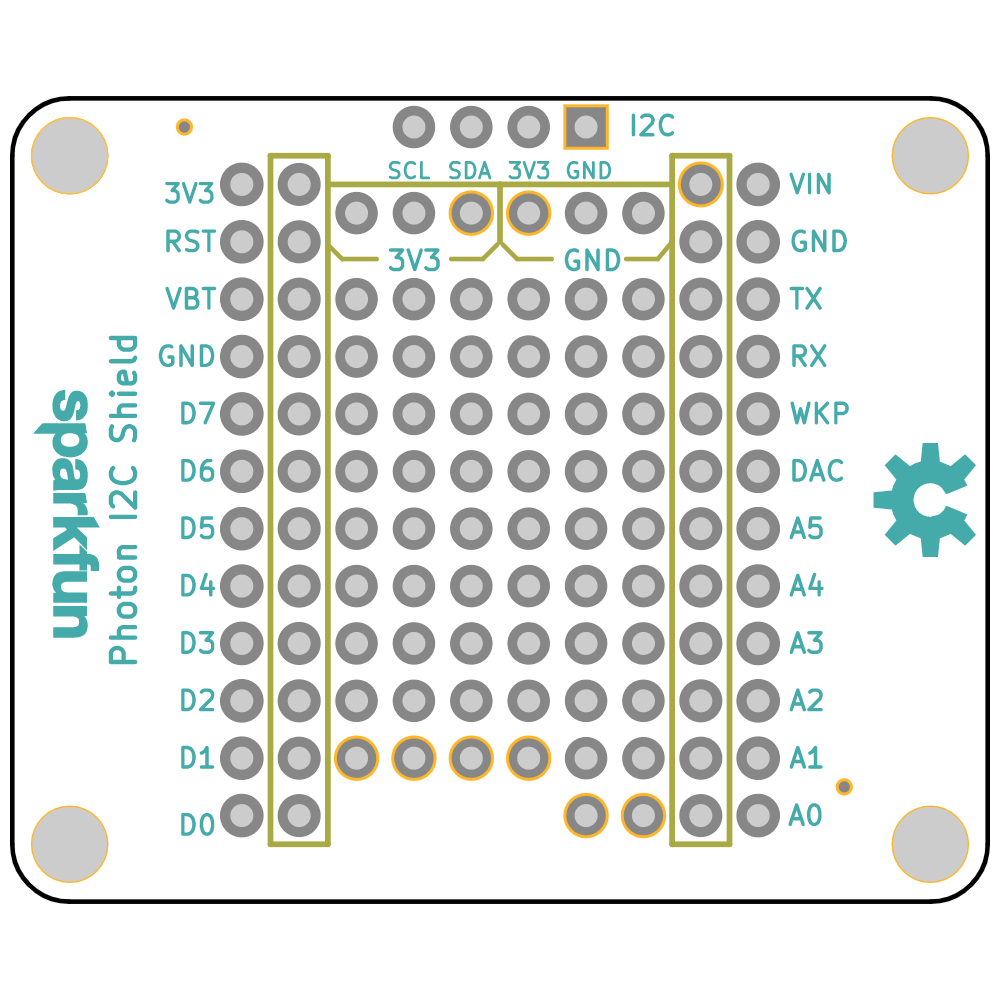 I2C
SCL SDA 3V3 GND
3V3 VIN
RST GND
3V3 GND
VBT TX
GND RX
D7 WKP
D6 DAC
D5 A5
D4 A4
D3 A3
D2 A2
D1 A1
D0 A0
sparkfun
Photon I2C Shield